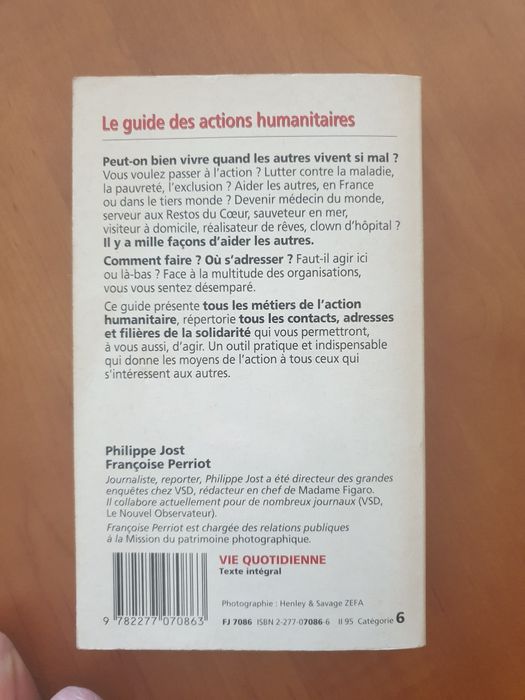 Le guide des actions humanitaires
Peut-on bien vivre quand les autres vivent si mal ?
Vous voulez passer à l'action ? Lutter contre la maladie,
la pauvreté, l'exclusion ? Aider les autres, en France
ou dans le tiers monde ? Devenir médecin du monde,
serveur aux Restos du Cœur, sauveteur en mer,
visiteur à domicile, réalisateur de rêves, clown d'hôpital ?
Il y a mille façons d'aider les autres.
Comment faire ? Où s'adresser ? Faut-il agir ici
ou là-bas ? Face à la multitude des organisations,
vous vous sentez désemparé.
Ce guide présente tous les métiers de l'action
humanitaire, répertorie tous les contacts, adresses
et filières de la solidarité qui vous permettront,
à vous aussi, d'agir. Un outil pratique et indispensable
qui donne les moyens de l'action à tous ceux qui
s'intéressent aux autres.
Philippe Jost
Françoise Perriot
Journaliste, reporter, Philippe Jost a été directeur des grandes
enquêtes chez VSD, rédacteur en chef de Madame Figaro.
Il collabore actuellement pour de nombreux journaux (VSD,
Le Nouvel Observateur).
Françoise Perriot est chargée des relations publiques
à la Mission du patrimoine photographique.
VIE QUOTIDIENNE
Texte intégral
Photographie : Henley & Savage ZEFA
9 782277 070863
FJ 7086 ISBN 2-277-07086-6 II 95 Catégorie 6